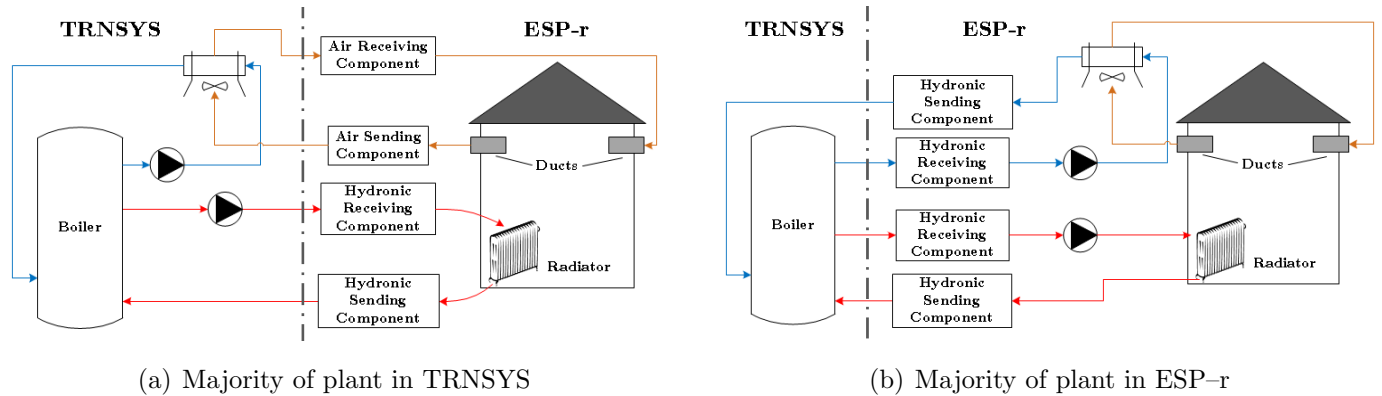 TRNSYS
ESP-r
Air Receiving
Component
Air Sending
Component
Ducts
Hydronic
Receiving
Component
Boiler
Radiator
Hydronic
Sending
Component
(a) Majority of plant in TRNSYS
TRNSYS
ESP-r
Hydronic
Sending
Component
Hydronic
Receiving
Component
Ducts
Boiler
Hydronic
Receiving
Component
Radiator
Hydronic
Sending
Component
(b) Majority of plant in ESP–r